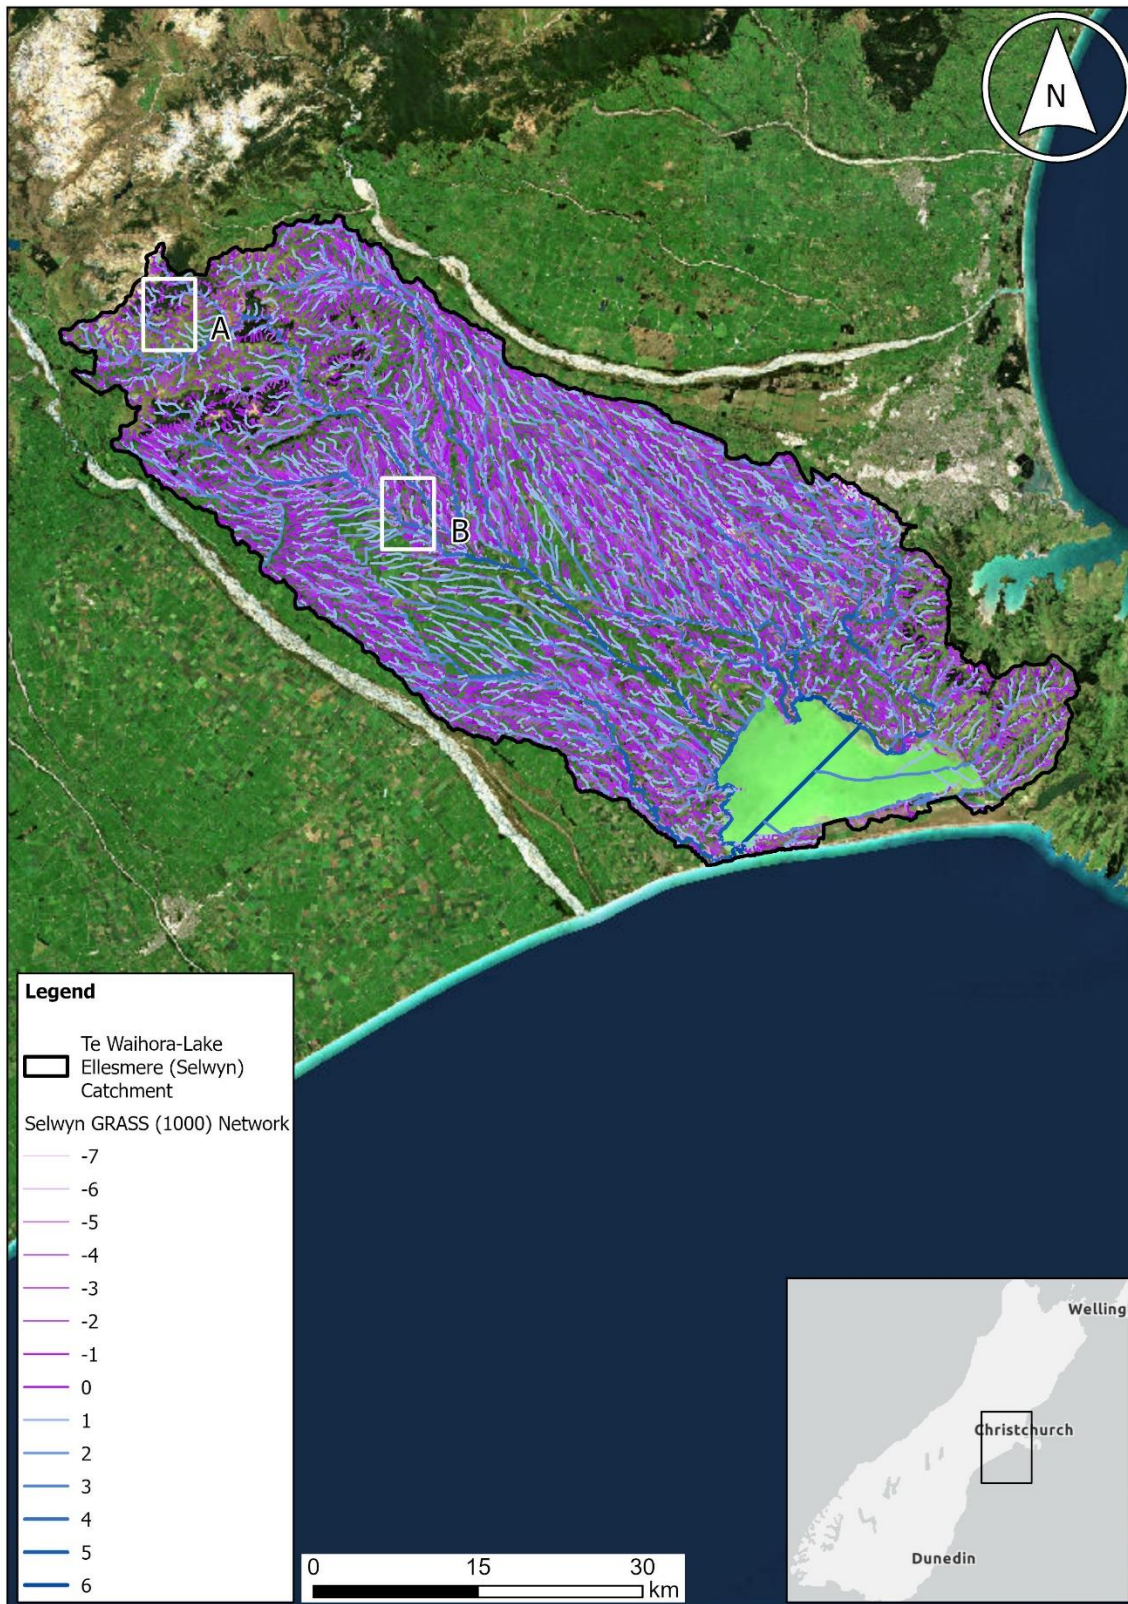 N
A
B
Legend
Te Waihora-Lake
Ellesmere (Selwyn)
Catchment
Selwyn GRASS (1000) Network
-7
-6
-5
-4
-3
-2
-1
0
1
2
3
4
5
6
0 15 30
km
Welling
Christchurch
Dunedin